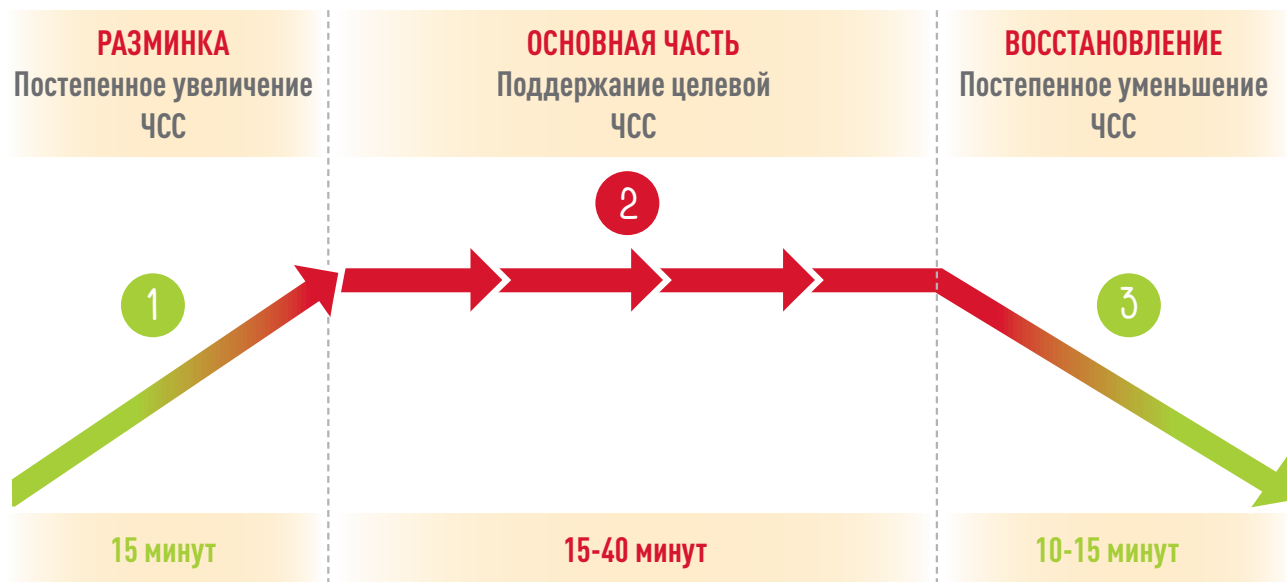 РАЗМИНКА
Постепенное увеличение
ЧСС
ОСНОВНАЯ ЧАСТЬ
Поддержание целевой
ЧСС
ВОССТАНОВЛЕНИЕ
Постепенное уменьшение
ЧСС
1
2
3
15 минут
15-40 минут
10-15 минут